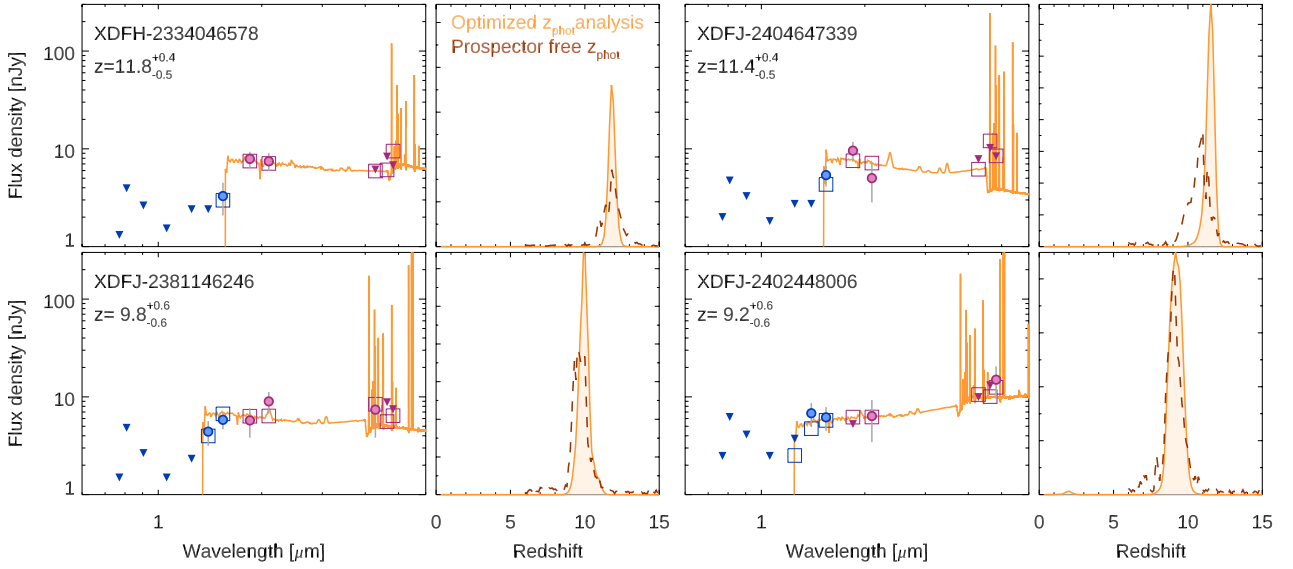 XDFH-2334046578
z=11.8+0.4-0.5
Optimized zphot analysis
Prospector free zphot
XDFJ-2404647339
z=11.4+0.4-0.5
Flux density [nJy]
100
10
1
XDFJ-2381146246
z= 9.8+0.6-0.6
XDFJ-2402448006
z= 9.2+0.6-0.6
Flux density [nJy]
100
10
1
1
0 5 10 15
1
0 5 10 15
Wavelength [μm]
Redshift
Wavelength [μm]
Redshift